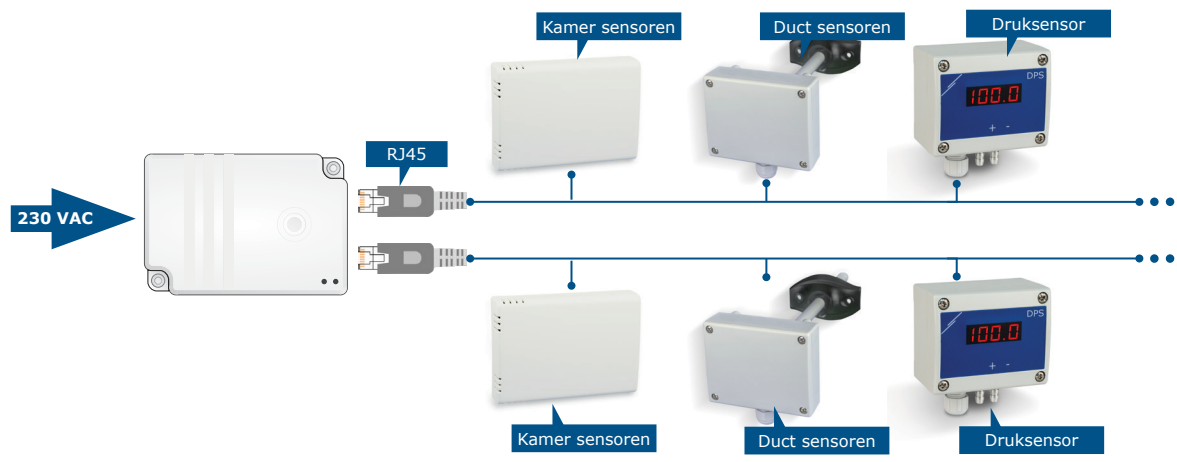 Kamer sensoren
Duct sensoren
Druksensor
DPS
100.0
+ -
RJ45
230 VAC
DPS
100.0
+ -
Kamer sensoren
Duct sensoren
Druksensor